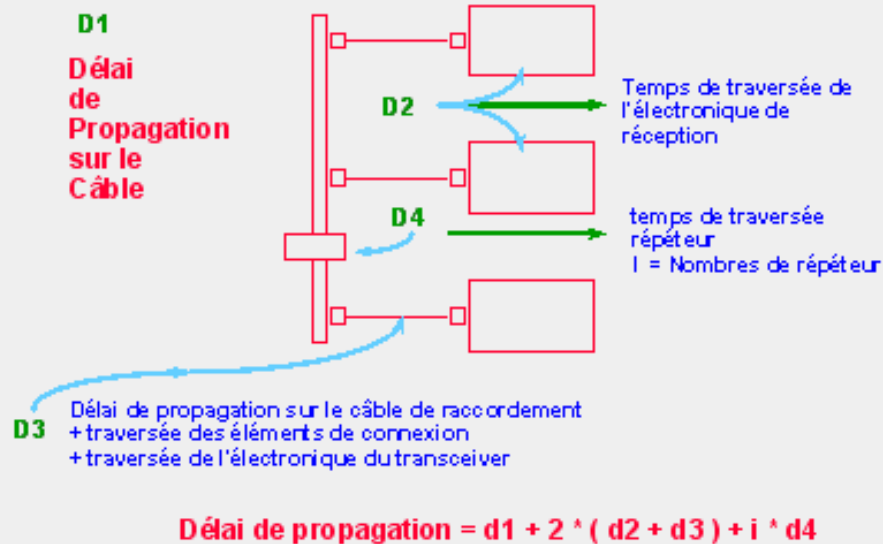 D1
Délai
de
Propagation
sur le
Câble
D2
Temps de traversée de
l'électronique de
réception
D4
temps de traversée
répéteur
I = Nombres de répéteur
D3
Délai de propagation sur le câble de raccordement
+ traversée des éléments de connexion
+ traversée de l'électronique du transceiver
Délai de propagation = d1 + 2 * ( d2 + d3 ) + i * d4